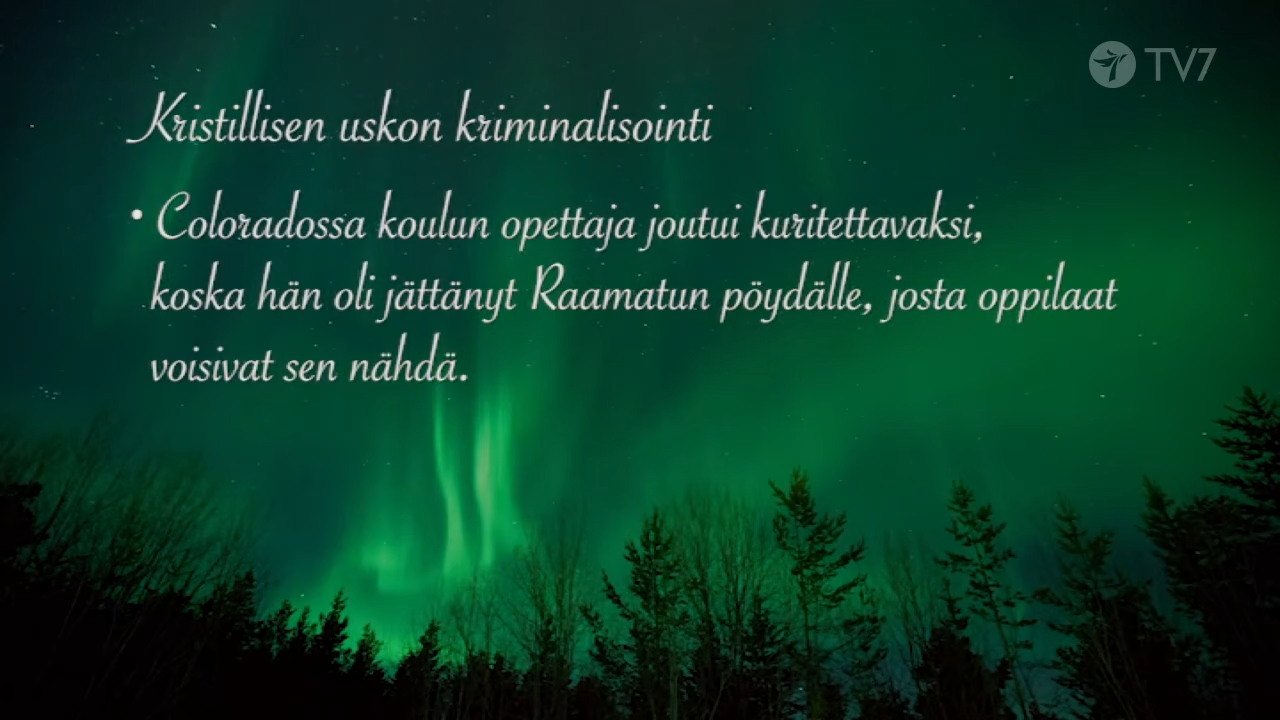 TV7
Kristillisen uskon kriminalisointi
• Coloradossa koulun opettaja joutui kuritettavaksi,
koska hän oli jättänyt Raamatun pöydälle, josta oppilaat
voisivat sen nähdä.